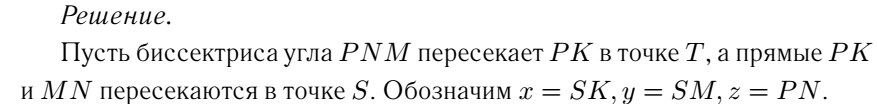 Решение.
Пусть биссектриса угла PNM пересекает PK в точке T, а прямые PK
и MN пересекаются в точке S. Обозначим x = SK, y = SM, z = PN.